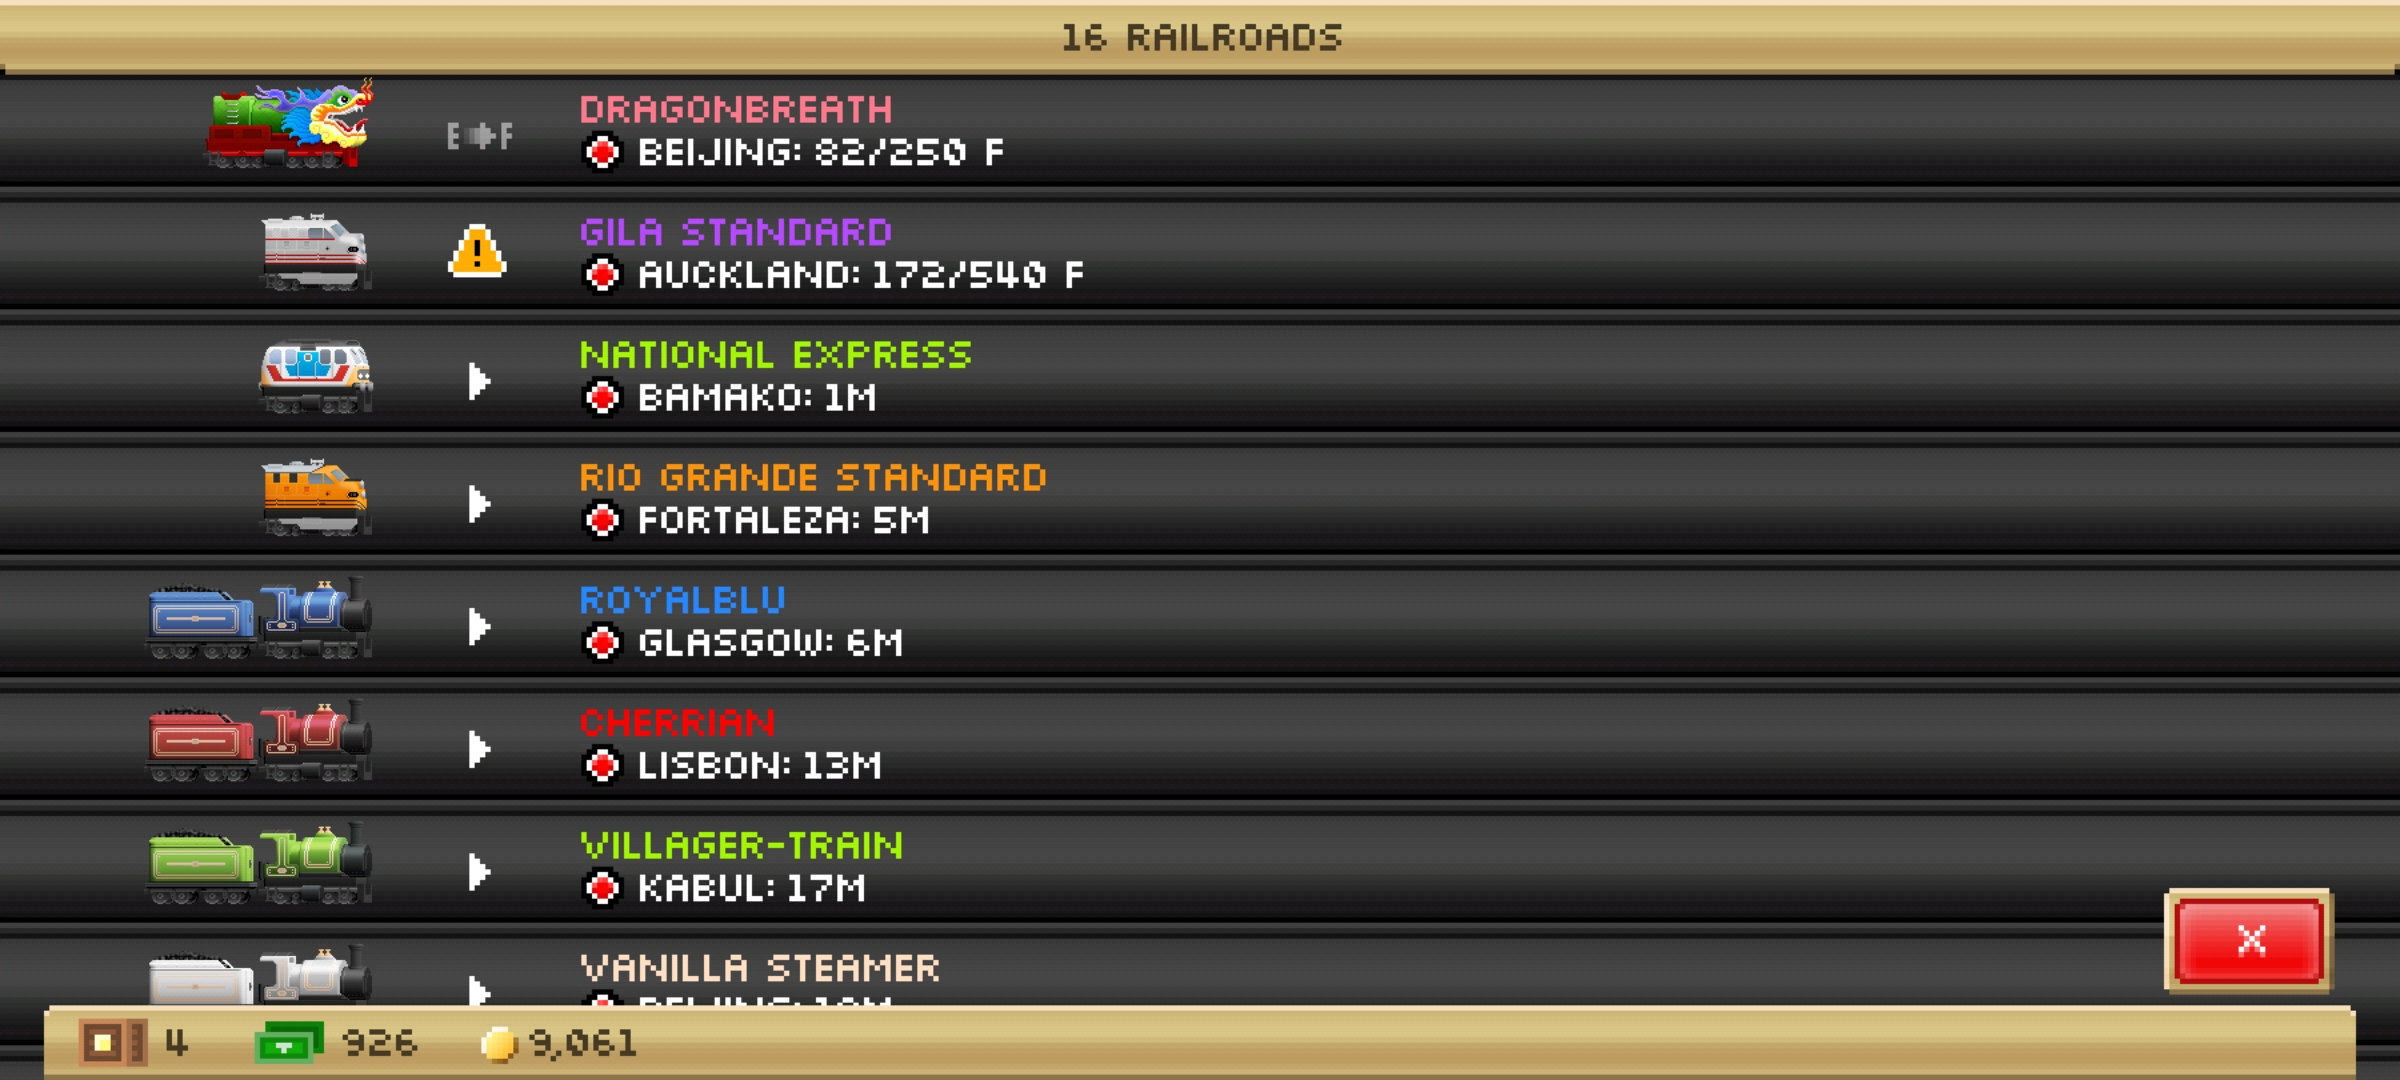 16 RAILROADS
DRAGONBREATH
E F
BEIJING: 82/250 F
GILA STANDARD
!
AUCKLAND: 172/540 F
NATIONAL EXPRESS
BAMAKO: 1M
RIO GRANDE STANDARD
FORTALEZA: 5M
ROYALBLU
GLASGOW: 6M
CHERRIAN
LISBON: 13M
VILLAGER-TRAIN
KABUL: 17M
VANILLA STEAMER
X
4 926 9,061